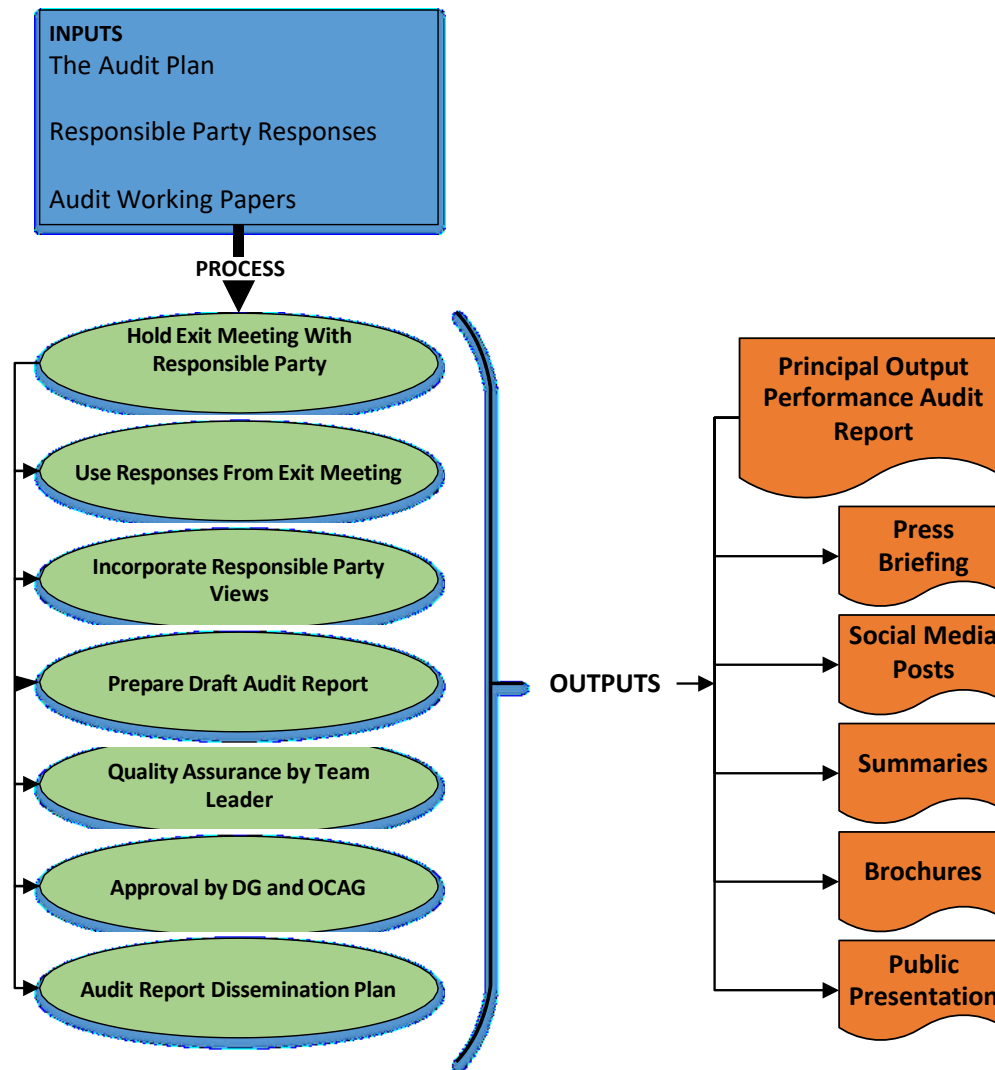 INPUTS
The Audit Plan
Responsible Party Responses
Audit Working Papers
PROCESS
Hold Exit Meeting With
Responsible Party
Use Responses From Exit Meeting
Incorporate Responsible Party
Views
Prepare Draft Audit Report
Quality Assurance by Team
Leader
Approval by DG and OCAG
Audit Report Dissemination Plan
OUTPUTS
Principal Output
Performance Audit
Report
Press
Briefing
Social Media
Posts
Summaries
Brochures
Public
Presentation